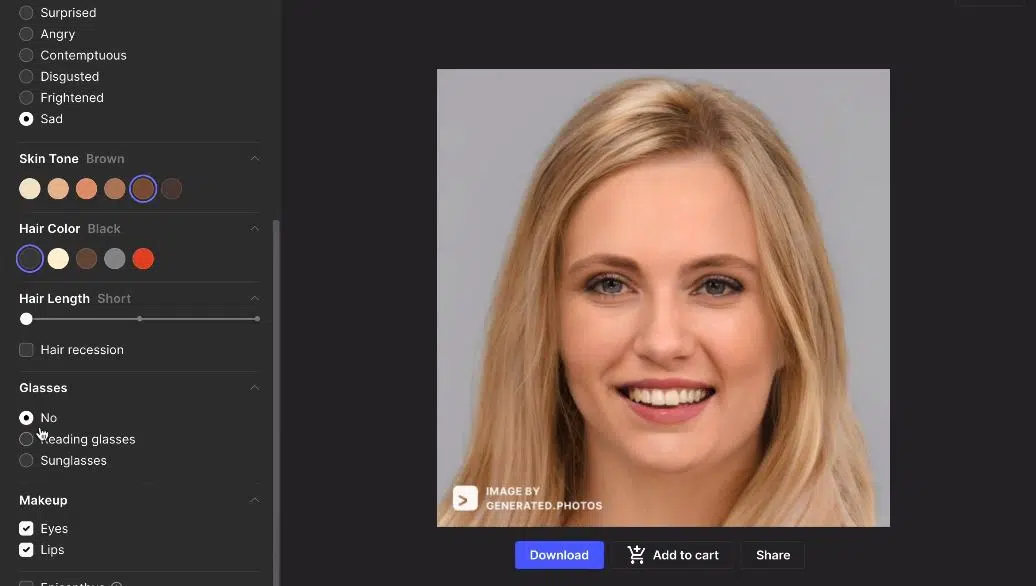 Surprised
Angry
Contemptuous
Disgusted
Frightened
Sad
Skin Tone Brown
Hair Color Black
Hair Length Short
Hair recession
Glasses
No
Reading glasses
Sunglasses
Makeup
Eyes
Lips
IMAGE BY
GENERATED.PHOTOS
Download
Add to cart
Share